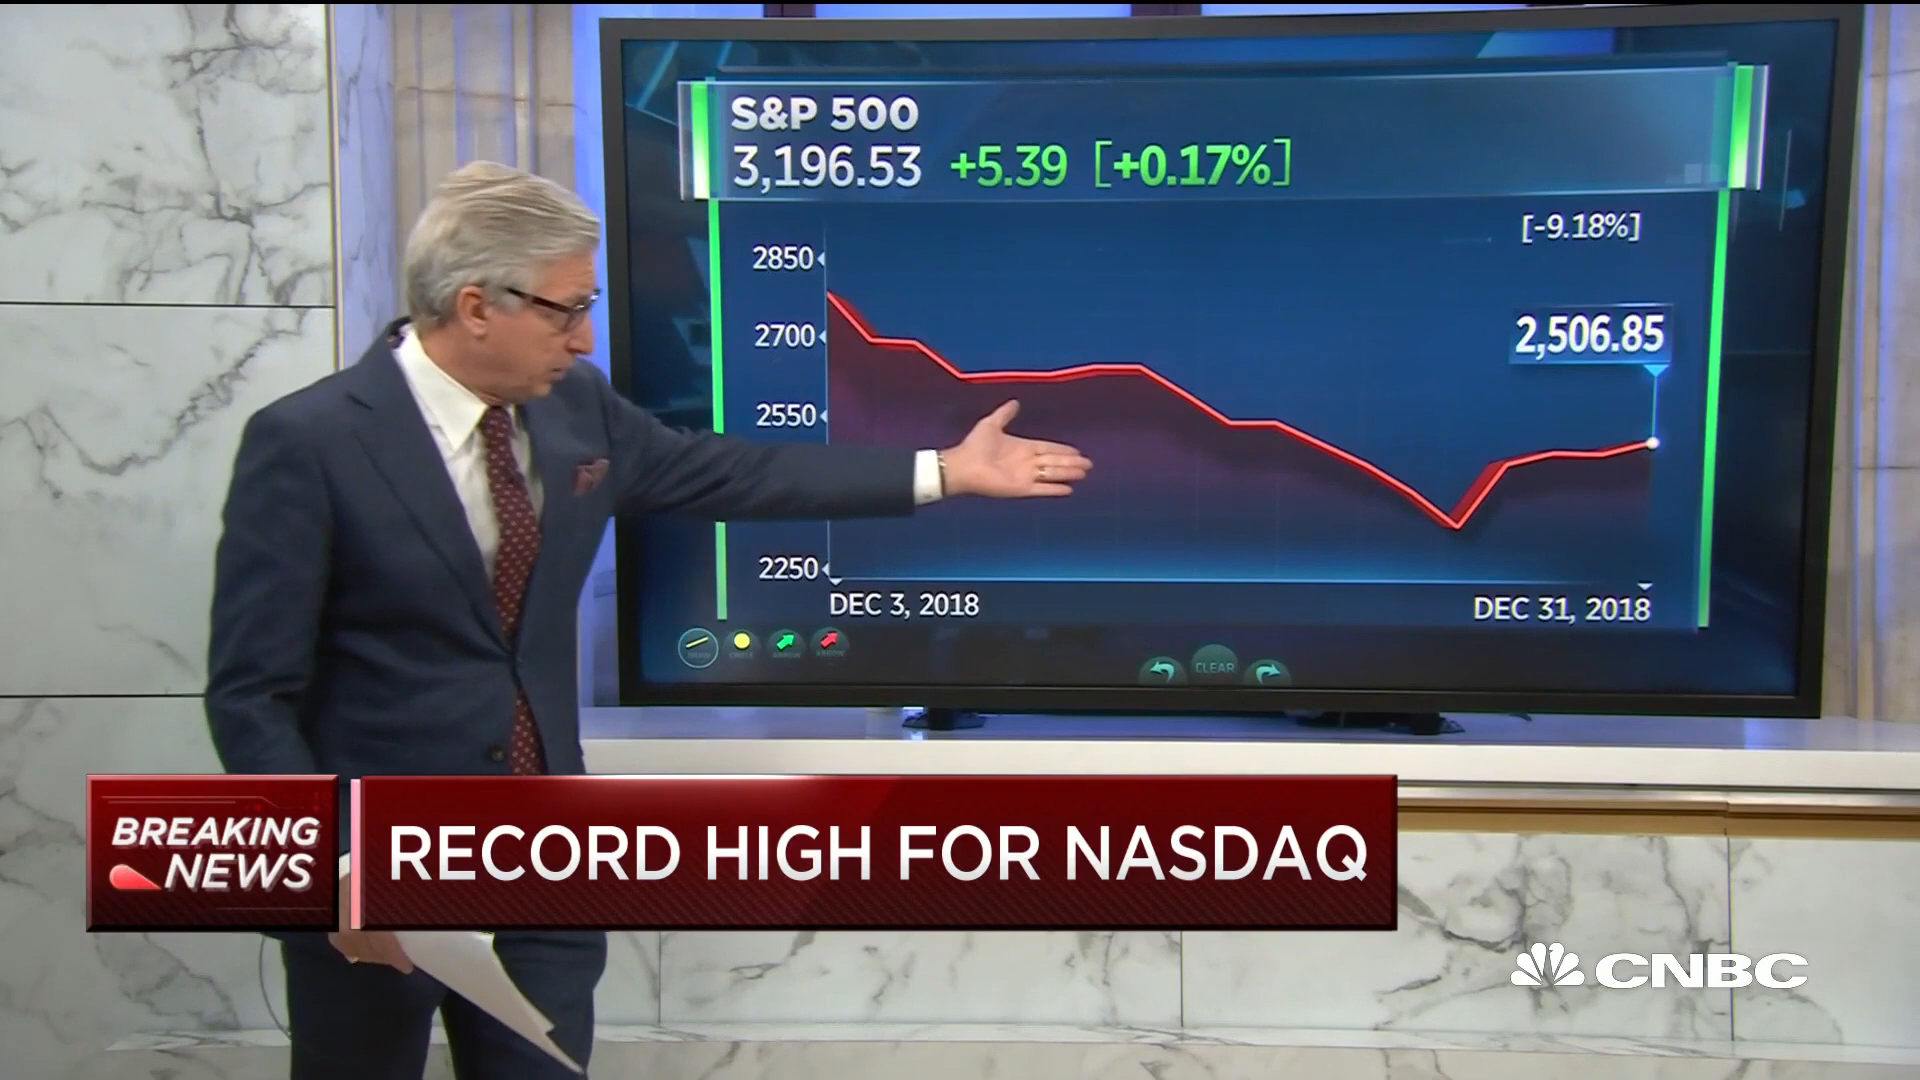 S&P 500
3,196.53 +5.39 [+0.17%]
[-9.18%]
2850
2,506.85
2700
2550
2250
DEC 3, 2018
DEC 31, 2018
CLEAR
BREAKING
NEWS
RECORD HIGH FOR NASDAQ
CNBC